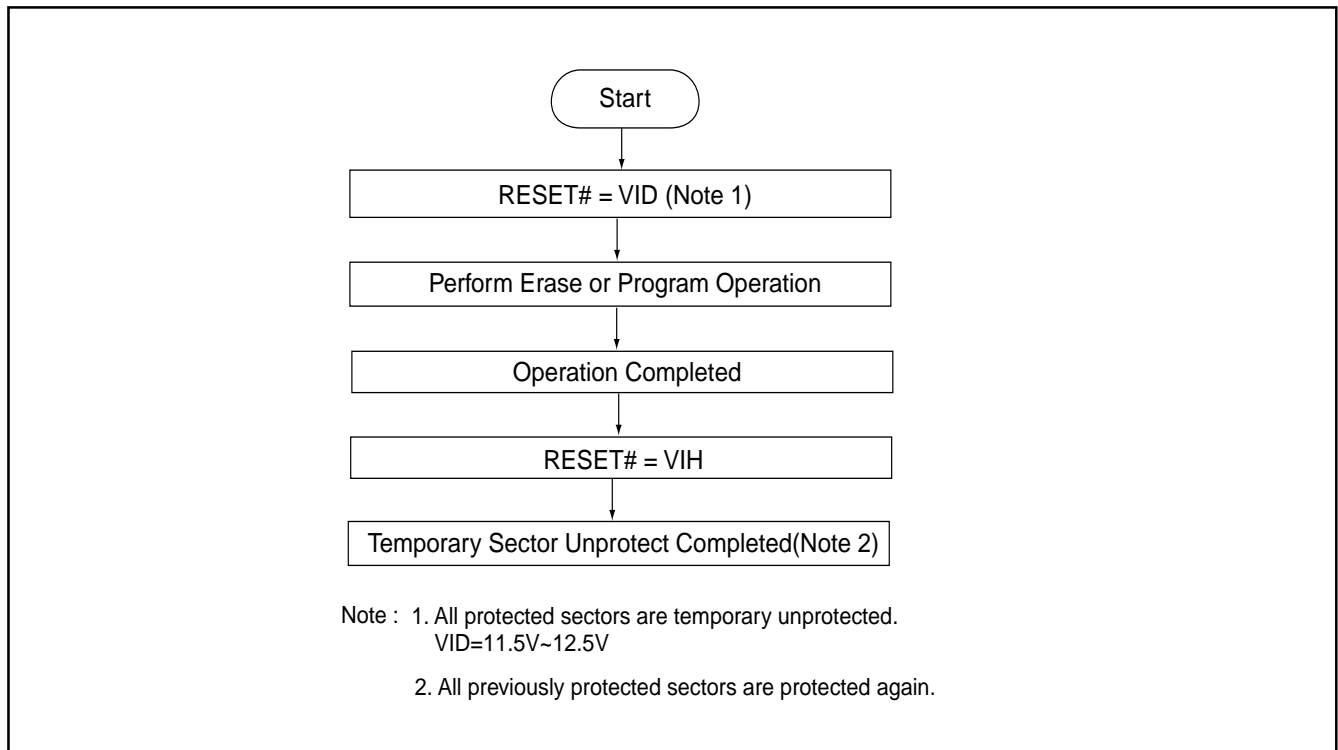 Start
RESET# = VID (Note 1)
Perform Erase or Program Operation
Operation Completed
RESET# = VIH
Temporary Sector Unprotect Completed(Note 2)
Note : 1. All protected sectors are temporary unprotected.
VID=11.5V~12.5V
2. All previously protected sectors are protected again.